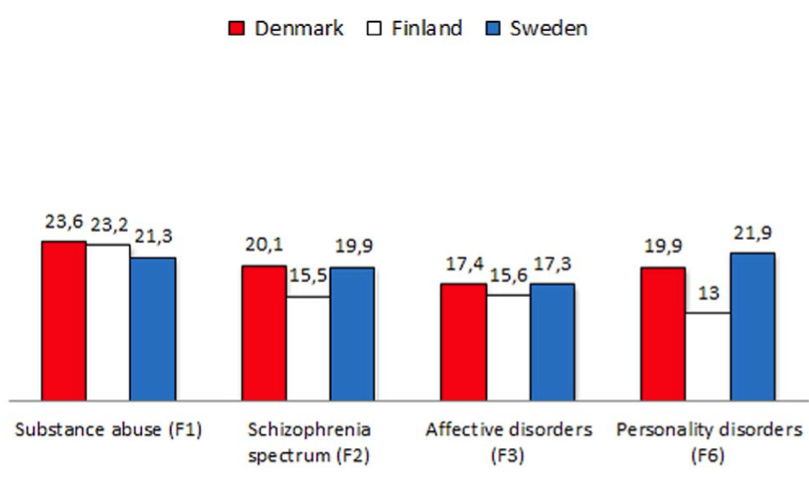 Denmark Finland Sweden
23,6 23,2 21,3
20,1 15,5 19,9
17,4 15,6 17,3
19,9 13 21,9
Substance abuse (F1)
Schizophrenia
spectrum (F2)
Affective disorders
(F3)
Personality disorders
(F6)